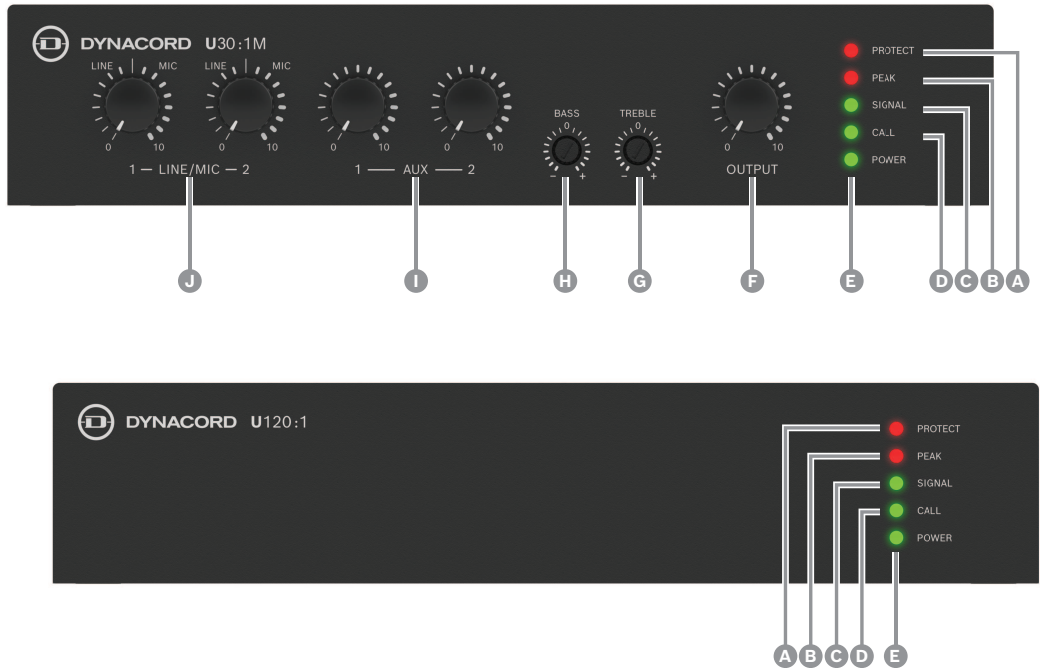 DYNACORD U30:1M
LINE MIC LINE MIC
0 10 0 10 0 10 0 10
1 — LINE/MIC — 2
1 — AUX — 2
BASS
0
- +
TREBLE
0
- +
0 10
OUTPUT
PROTECT
PEAK
SIGNAL
CALL
POWER
J I H G F E D C B A
D DYNACORD U120:1
PROTECT
PEAK
SIGNAL
CALL
POWER
A B C D E